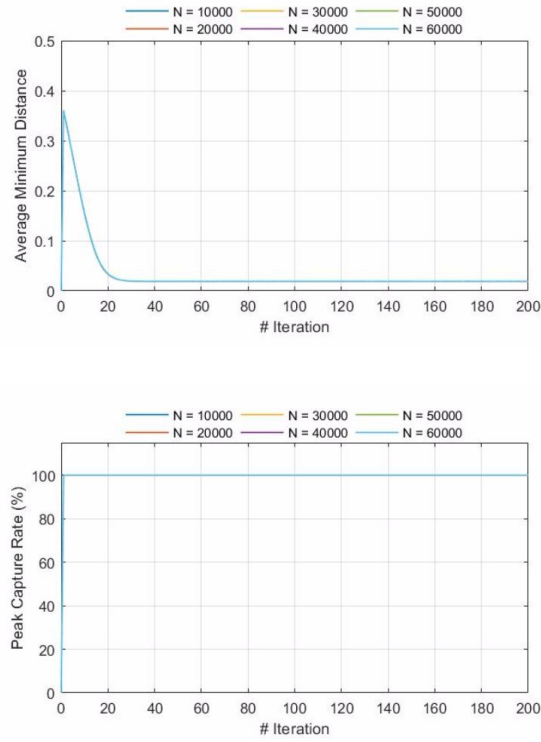 N = 10000 N = 30000 N = 50000
N = 20000 N = 40000 N = 60000
0.5
0.4
0.3
0.2
0.1
0
Average Minimum Distance
0 20 40 60 80 100 120 140 160 180 200
# Iteration
N = 10000 N = 30000 N = 50000
N = 20000 N = 40000 N = 60000
100
80
60
40
20
0
Peak Capture Rate (%)
0 20 40 60 80 100 120 140 160 180 200
# Iteration